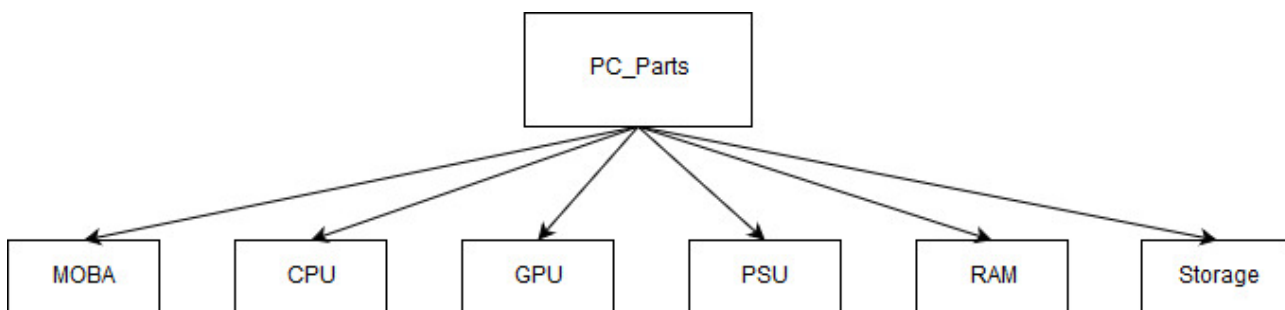 PC_Parts
MOBA
CPU
GPU
PSU
RAM
Storage